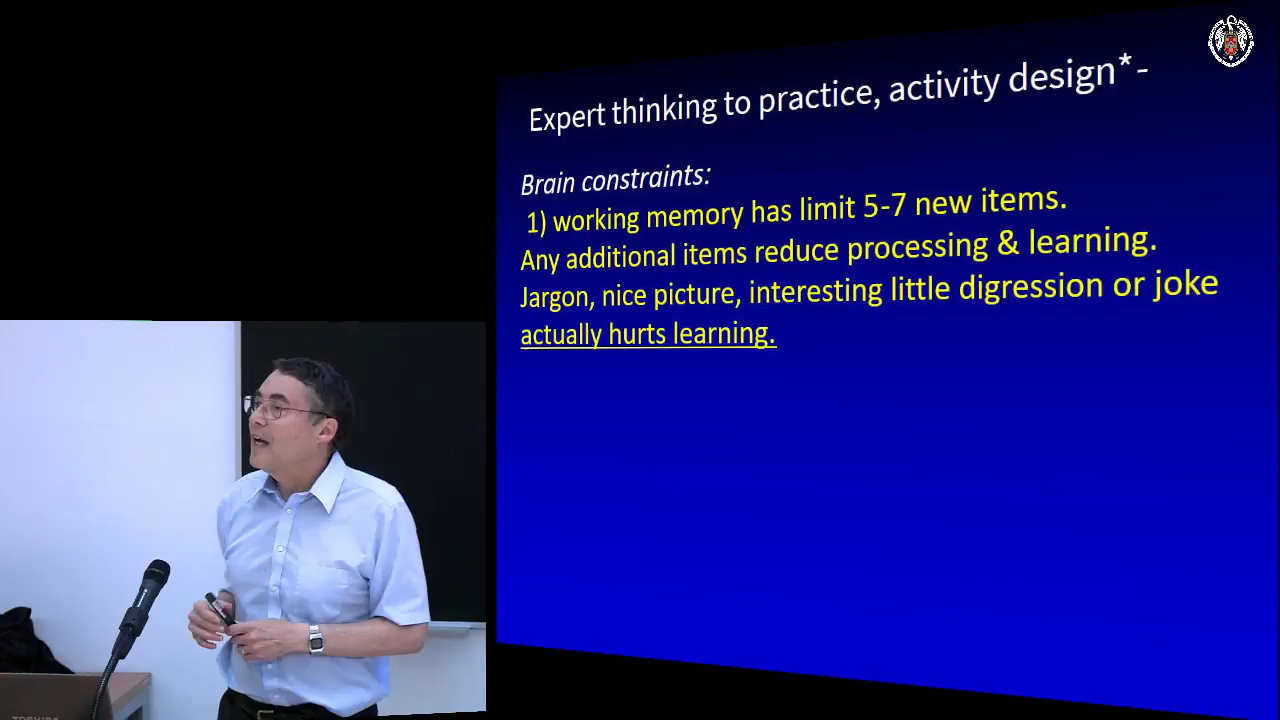 Expert thinking to practice, activity design*-
Brain constraints:
1) working memory has limit 5-7 new items.
Any additional items reduce processing & learning.
Jargon, nice picture, interesting little digression or joke
actually hurts learning.
TOSHIBA